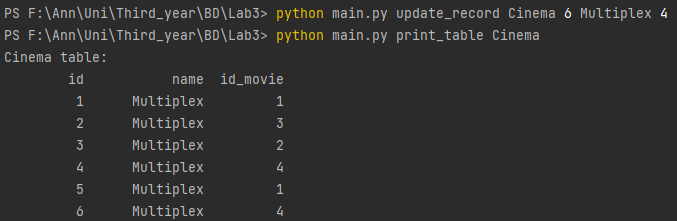 PS F:\Ann\Uni\Third_year\BD\Lab3> python main.py update_record Cinema 6 Multiplex 4
PS F:\Ann\Uni\Third_year\BD\Lab3> python main.py print_table Cinema
Cinema table:
id name id_movie
1 Multiplex 1
2 Multiplex 3
3 Multiplex 2
4 Multiplex 4
5 Multiplex 1
6 Multiplex 4